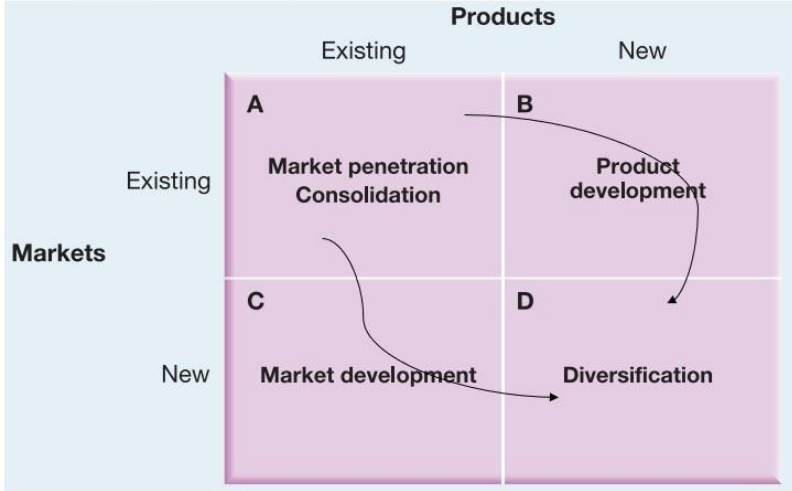 Products
Existing
New
A
B
Existing
Market penetration
Consolidation
Product
development
Markets
C
D
New
Market development
Diversification